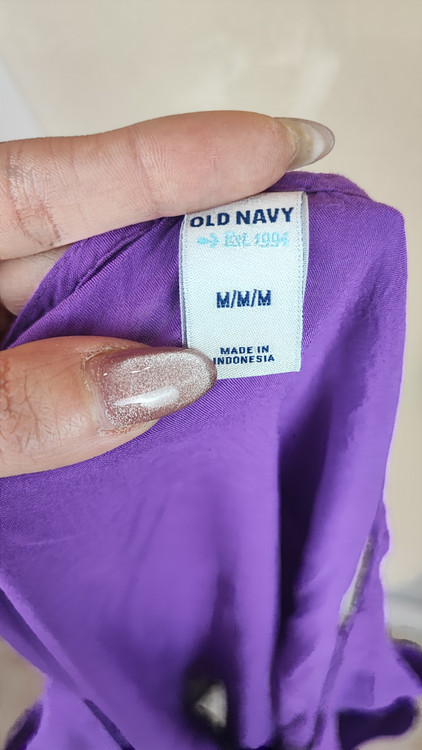 OLD NAVY
Est. 1994
M/M/M
MADE IN
INDONESIA